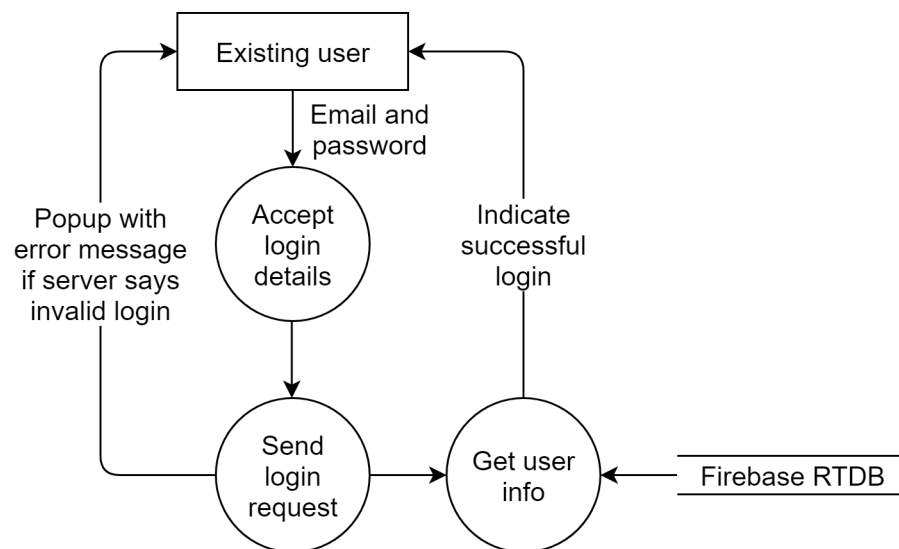 Existing user
Email and
password
Accept
login
details
Popup with
error message
if server says
invalid login
Indicate
successful
login
Send
login
request
Get user
info
Firebase RTDB